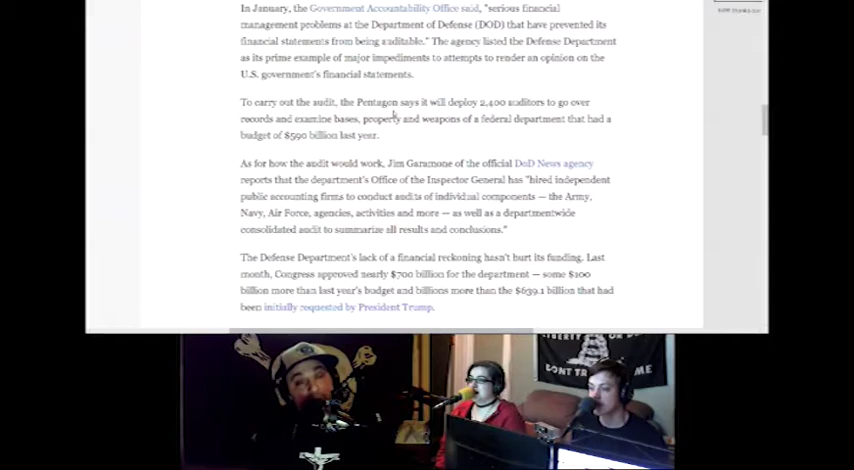 In January, the Government Accountability Office said, "serious financial
management problems at the Department of Defense (DOD) that have prevented its
financial statements from being auditable." The agency listed the Defense Department
as its prime example of major impediments to attempts to render an opinion on the
U.S. government's financial statements.
To carry out the audit, the Pentagon says it will deploy 2,400 auditors to go over
records and examine bases, property and weapons of a federal department that had a
budget of $590 billion last year.
As for how the audit would work, Jim Garamone of the official DoD News agency
reports that the department's Office of the Inspector General has "hired independent
public accounting firms to conduct audits of individual components — the Army,
Navy, Air Force, agencies, activities and more — as well as a departmentwide
consolidated audit to summarize all results and conclusions."
The Defense Department's lack of a financial reckoning hasn't hurt its funding. Last
month, Congress approved nearly $700 billion for the department — some $100
billion more than last year's budget and billions more than the $639.1 billion that had
been initially requested by President Trump.
LIBERTY OR
DONT TR ME